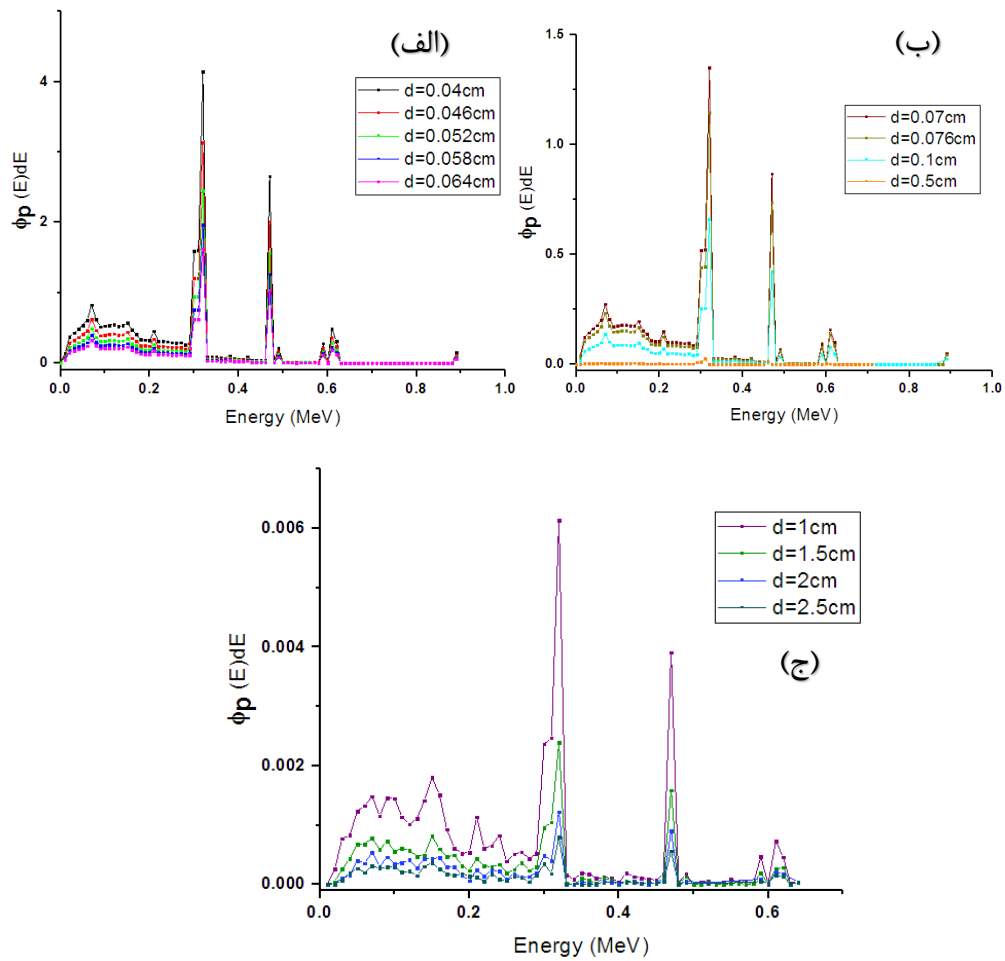 (الف)
d=0.04cm
d=0.046cm
d=0.052cm
d=0.058cm
d=0.064cm
4
2
0
ϕp (E)dE
0.0 0.2 0.4 0.6 0.8 1.0
Energy (MeV)
(ب)
d=0.07cm
d=0.076cm
d=0.1cm
d=0.5cm
1.5
1.0
0.5
0.0
ϕp (E)dE
0.0 0.2 0.4 0.6 0.8 1.0
Energy (MeV)
d=1cm
d=1.5cm
d=2cm
d=2.5cm
(ج)
0.006
0.004
0.002
0.000
ϕp (E)dE
0.0 0.2 0.4 0.6
Energy (MeV)